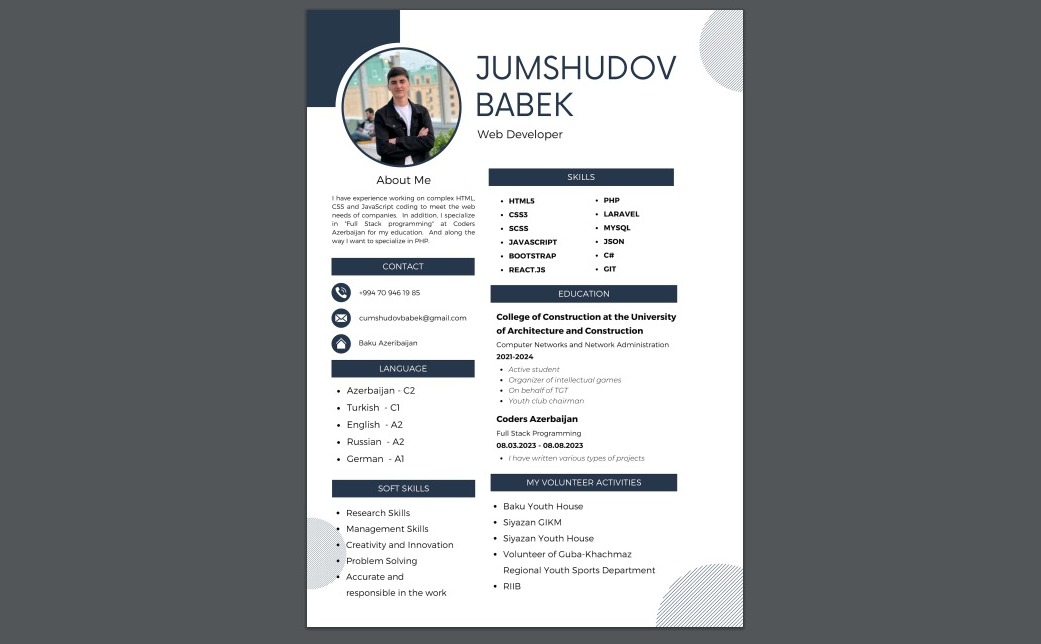 JUMSHUDOV
BABEK
Web Developer
About Me
I have experience working on complex HTML,
CSS and JavaScript coding to meet the web
needs of companies. In addition, I specialize
in "Full Stack programming" at Coders
Azerbaijan for my education. And along the
way I want to specialize in PHP.
CONTACT
+994 70 946 19 85
cumshudovbabek@gmail.com
Baku Azeribaijan
LANGUAGE
• Azerbaijan - C2
• Turkish - C1
• English - A2
• Russian - A2
• German - A1
SOFT SKILLS
• Research Skills
• Management Skills
• Creativity and Innovation
• Problem Solving
• Accurate and
responsible in the work
SKILLS
• HTML5
• CSS3
• SCSS
• JAVASCRIPT
• BOOTSTRAP
• REACT.JS
• PHP
• LARAVEL
• MYSQL
• JSON
• C#
• GIT
EDUCATION
College of Construction at the University
of Architecture and Construction
Computer Networks and Network Administration
2021-2024
• Active student
• Organizer of intellectual games
• On behalf of TGT
• Youth club chairman
Coders Azerbaijan
Full Stack Programming
08.03.2023 - 08.08.2023
• I have written various types of projects
MY VOLUNTEER ACTIVITIES
• Baku Youth House
• Siyazan GIKM
• Siyazan Youth House
• Volunteer of Guba-Khachmaz
Regional Youth Sports Department
• RIIB